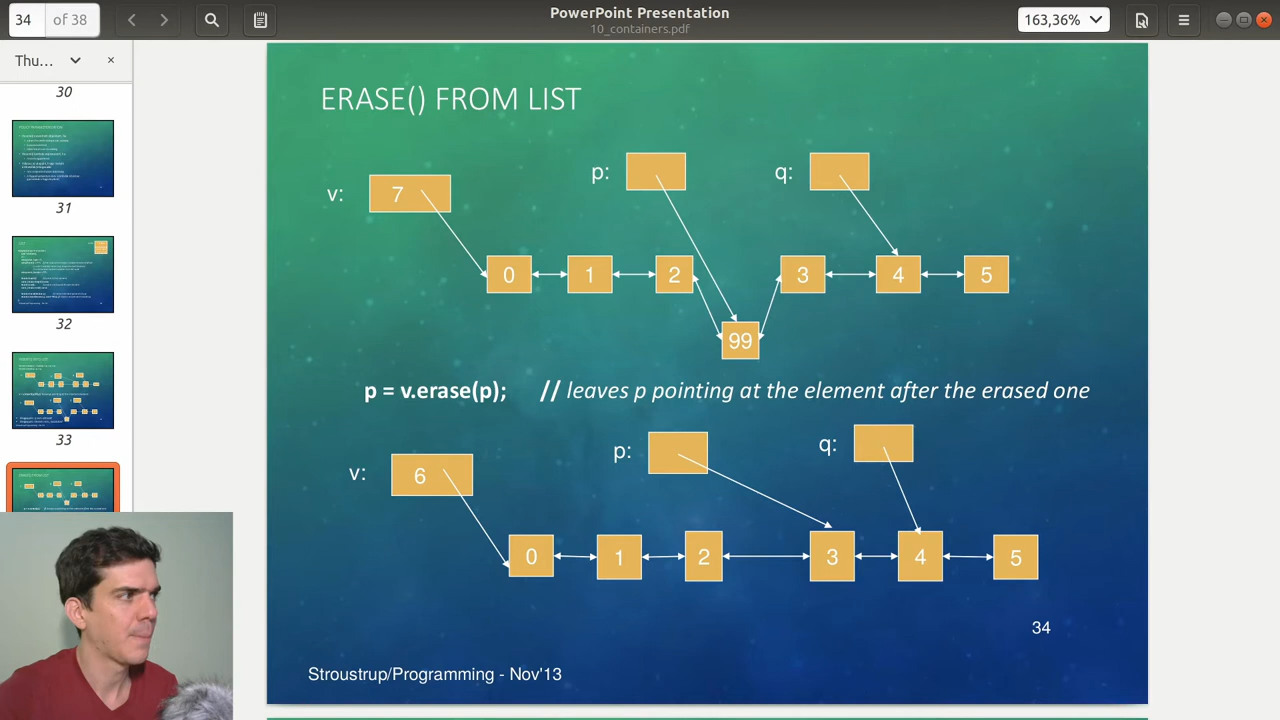 34 of 38
PowerPoint Presentation
10_containers.pdf
163,36%
Thu...
30
31
32
33
ERASE() FROM LIST
v:
7
p:
q:
0
1
2
3
4
5
99
p = v.erase(p); // leaves p pointing at the element after the erased one
v:
6
p:
q:
0
1
2
3
4
5
34
Stroustrup/Programming - Nov'13